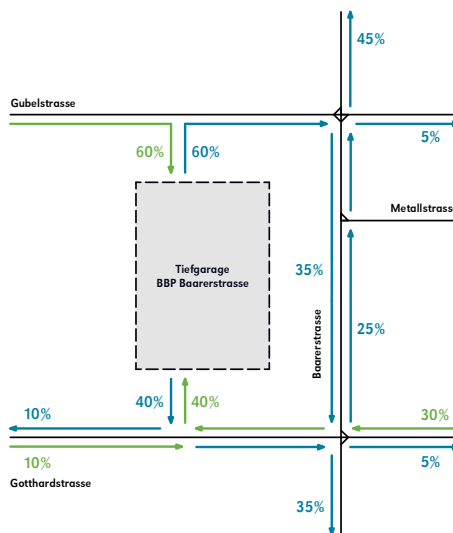 45%
Gubelstrasse
5%
60%
60%
Metallstrasse
Tiefgarage
BBP Baarerstrasse
35%
Baarerstrasse
25%
40%
40%
10%
30%
10%
5%
Gotthardstrasse
35%